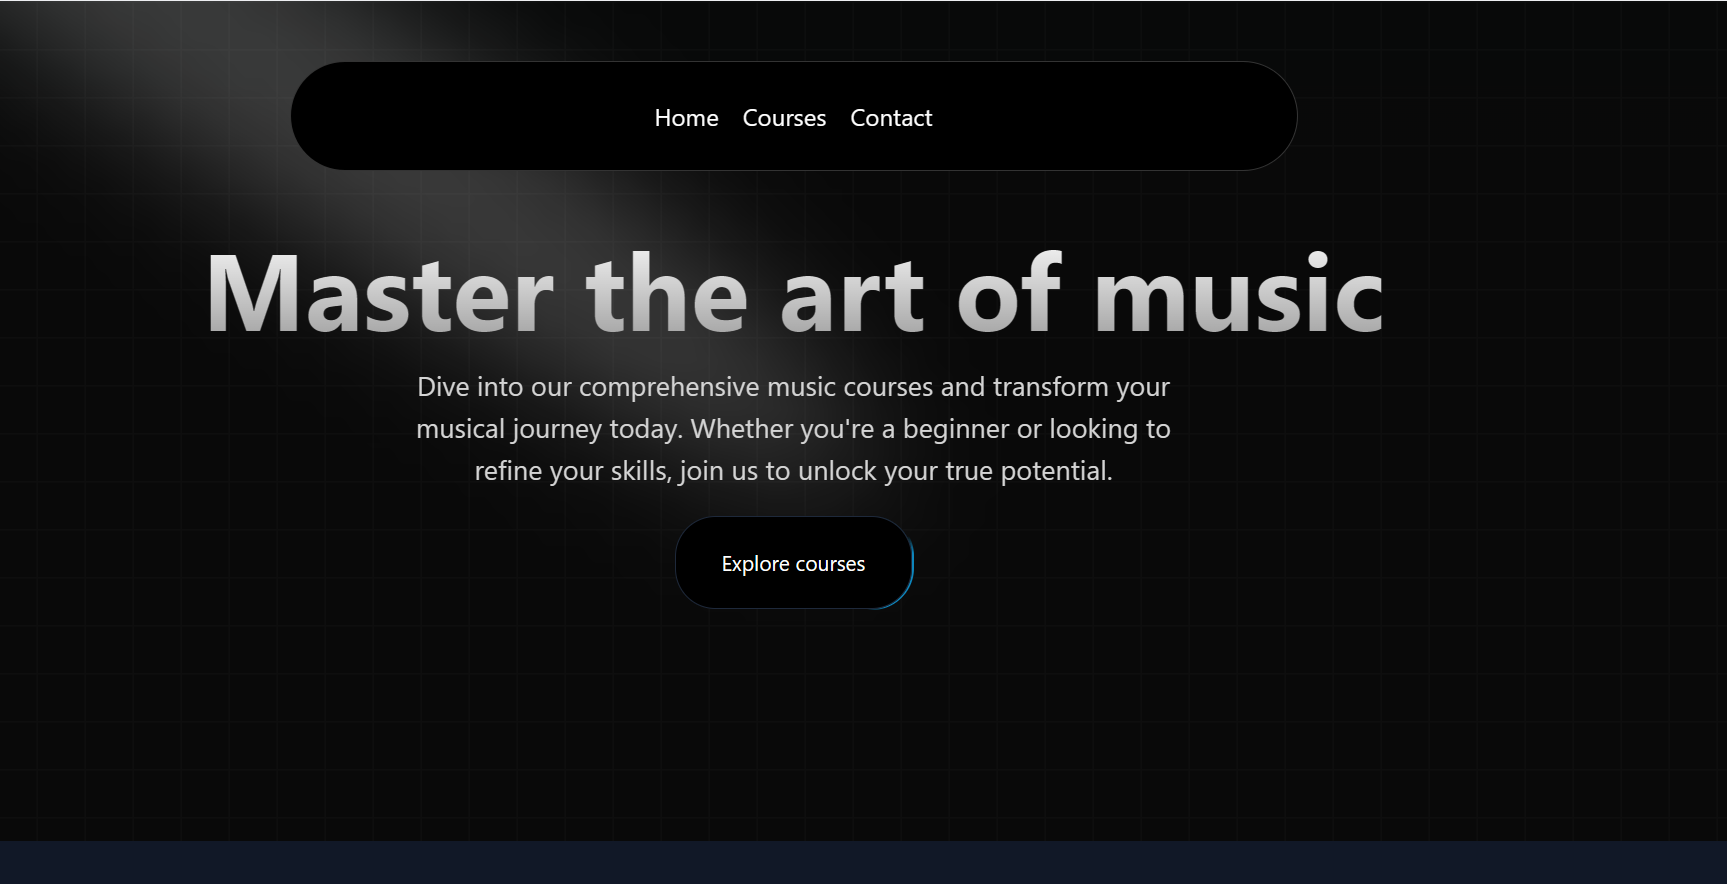 Home Courses Contact
Master the art of music
Dive into our comprehensive music courses and transform your
musical journey today. Whether you're a beginner or looking to
refine your skills, join us to unlock your true potential.
Explore courses